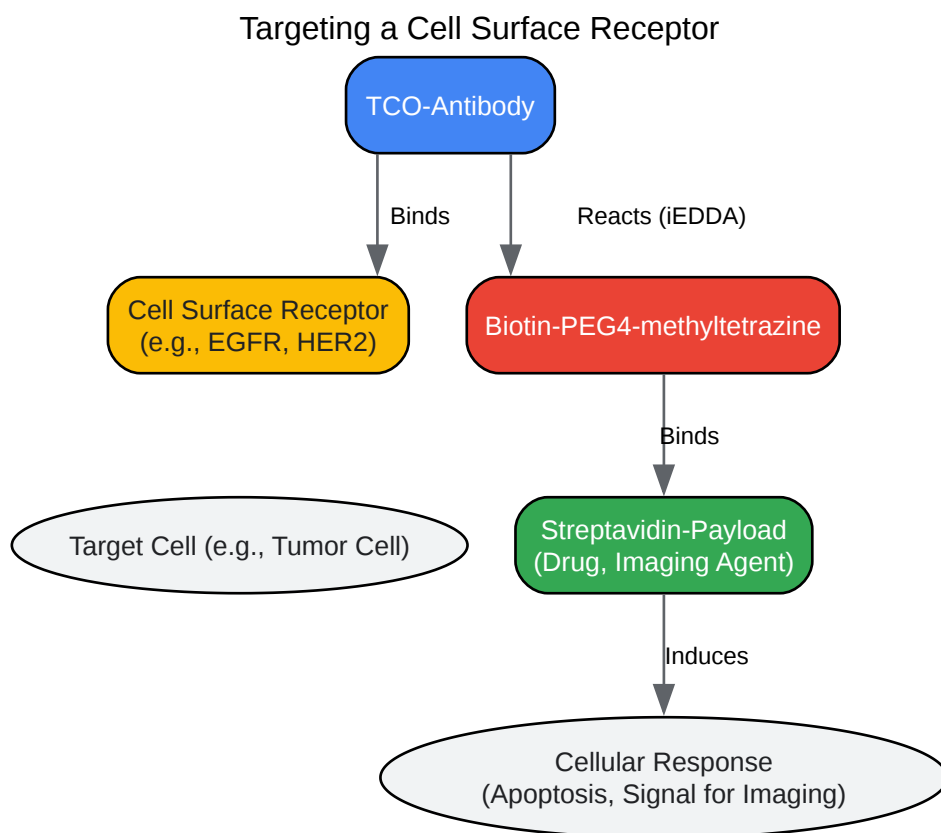 Targeting a Cell Surface Receptor
TCO-Antibody
Binds
Reacts (iEDDA)
Cell Surface Receptor
(e.g., EGFR, HER2)
Biotin-PEG4-methyltetrazine
Binds
Target Cell (e.g., Tumor Cell)
Streptavidin-Payload
(Drug, Imaging Agent)
Induces
Cellular Response
(Apoptosis, Signal for Imaging)